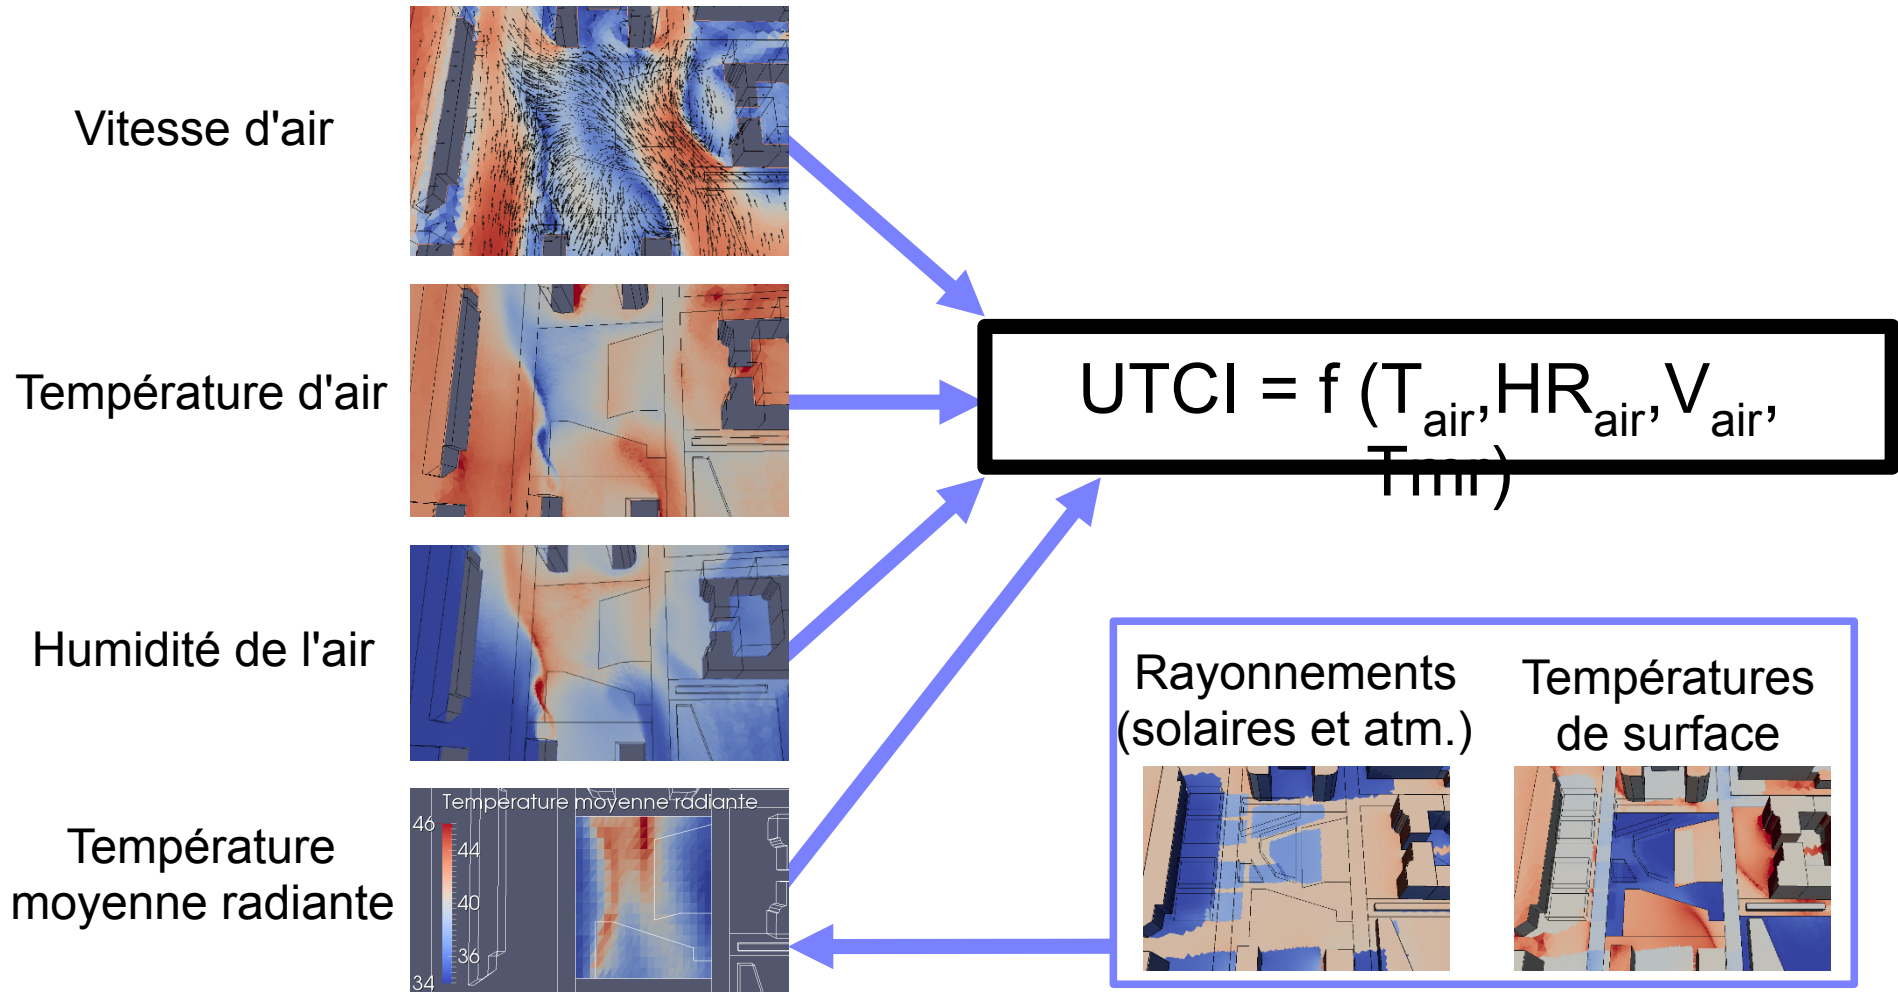 Vitesse d'air
Température d'air
UTCI = f (Tair,HRair,Vair,
Tmr)
Humidité de l'air
Rayonnements
(solaires et atm.)
Températures
de surface
Température
moyenne radiante
Température moyenne radiante
46
44
40
36
34